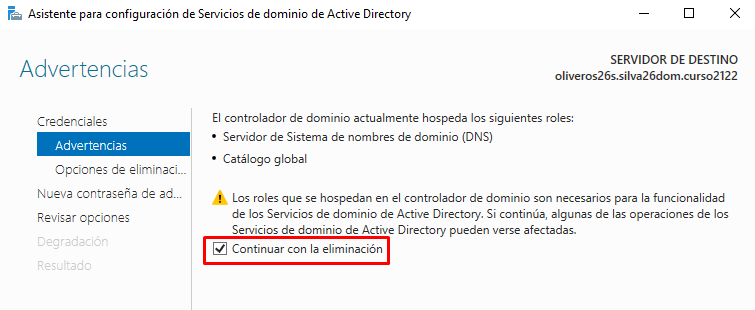 Asistente para configuración de Servicios de dominio de Active Directory
Advertencias
SERVIDOR DE DESTINO
oliveros26s.silva26dom.curso2122
Credenciales
Advertencias
Opciones de eliminaci...
Nueva contraseña de ad...
Revisar opciones
Degradación
Resultado
El controlador de dominio actualmente hospeda los siguientes roles:
• Servidor de Sistema de nombres de dominio (DNS)
• Catálogo global
Los roles que se hospedan en el controlador de dominio son necesarios para la funcionalidad
de los Servicios de dominio de Active Directory. Si continúa, algunas de las operaciones de los
Servicios de dominio de Active Directory pueden verse afectadas.
Continuar con la eliminación